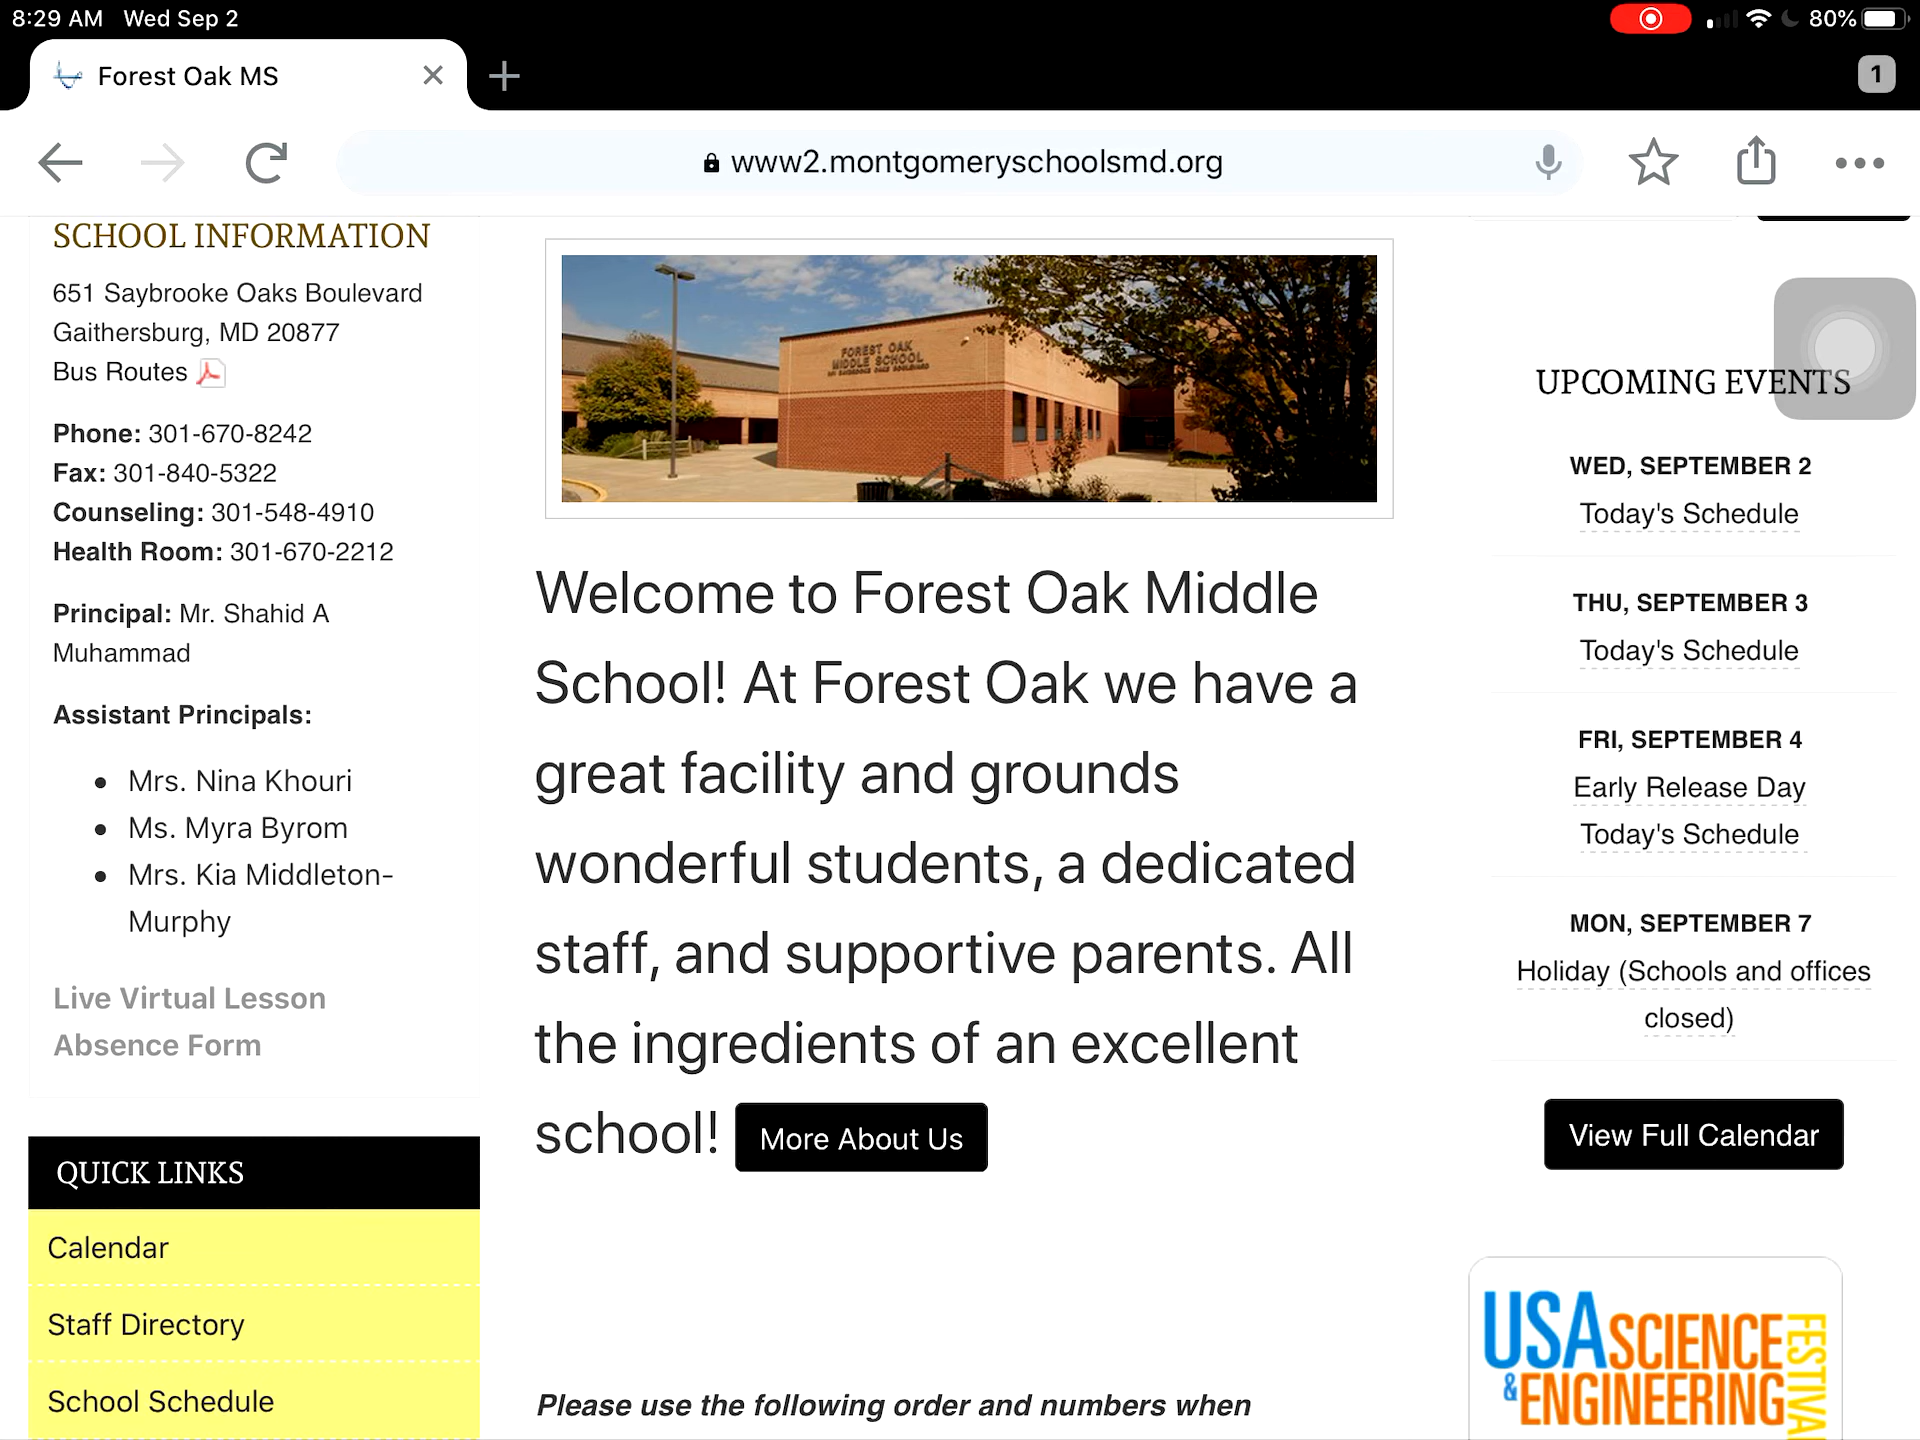 8:29 AM Wed Sep 2
80%
Forest Oak MS
1
www2.montgomeryschoolsmd.org
SCHOOL INFORMATION
651 Saybrooke Oaks Boulevard
Gaithersburg, MD 20877
Bus Routes
Phone: 301-670-8242
Fax: 301-840-5322
Counseling: 301-548-4910
Health Room: 301-670-2212
Principal: Mr. Shahid A
Muhammad
Assistant Principals:
• Mrs. Nina Khouri
• Ms. Myra Byrom
• Mrs. Kia Middleton-
Murphy
Live Virtual Lesson
Absence Form
QUICK LINKS
Calendar
Staff Directory
School Schedule
FOREST OAK
MIDDLE SCHOOL
Welcome to Forest Oak Middle
School! At Forest Oak we have a
great facility and grounds
wonderful students, a dedicated
staff, and supportive parents. All
the ingredients of an excellent
school! More About Us
Please use the following order and numbers when
UPCOMING EVENTS
WED, SEPTEMBER 2
Today's Schedule
THU, SEPTEMBER 3
Today's Schedule
FRI, SEPTEMBER 4
Early Release Day
Today's Schedule
MON, SEPTEMBER 7
Holiday (Schools and offices
closed)
View Full Calendar
USA SCIENCE
& ENGINEERING
FESTIVAL